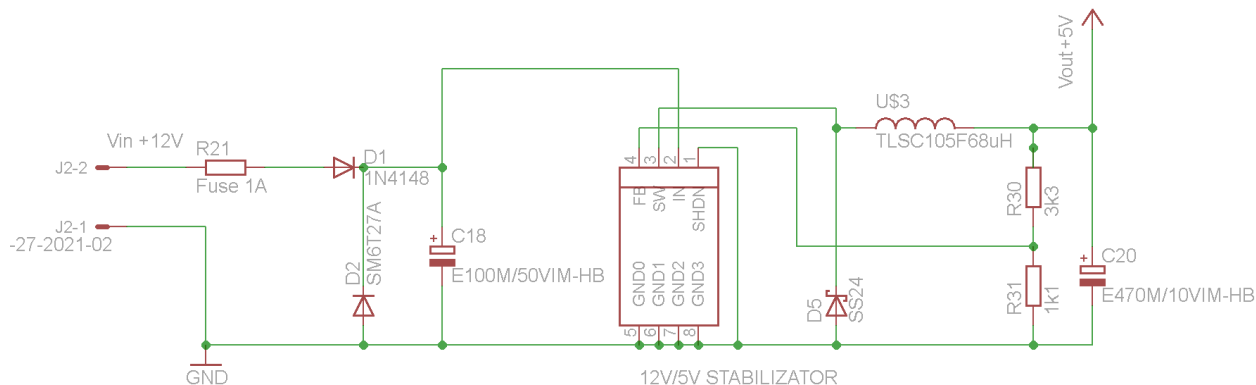 Vin +12V
R21
Fuse 1A
J2-2
J2-1
-27-2021-02
GND
D1
1N4148
D2
SM6T27A
C18
E100M/50VIM-HB
4
3
2
1
FB
SW
IN
SHDN
GND0
GND1
GND2
GND3
5
6
7
8
12V/5V STABILIZATOR
D5
SS24
U$3
TLSC105F68uH
Vout+5V
R30
3k3
R31
1k1
C20
E470M/10VIM-HB